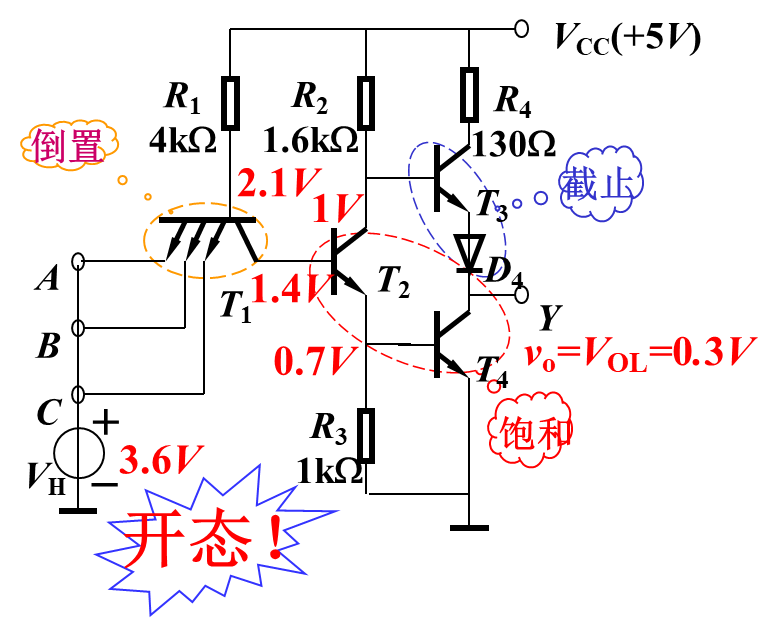 V_CC(+5V)
R1
4kΩ
R2
1.6kΩ
R4
130Ω
倒置
2.1V
1V
截止
T3
A
T1
1.4V
T2
D4
B
0.7V
Y
vo=VOL=0.3V
T4
C
+
VH
3.6V
−
R3
1kΩ
饱和
开态!